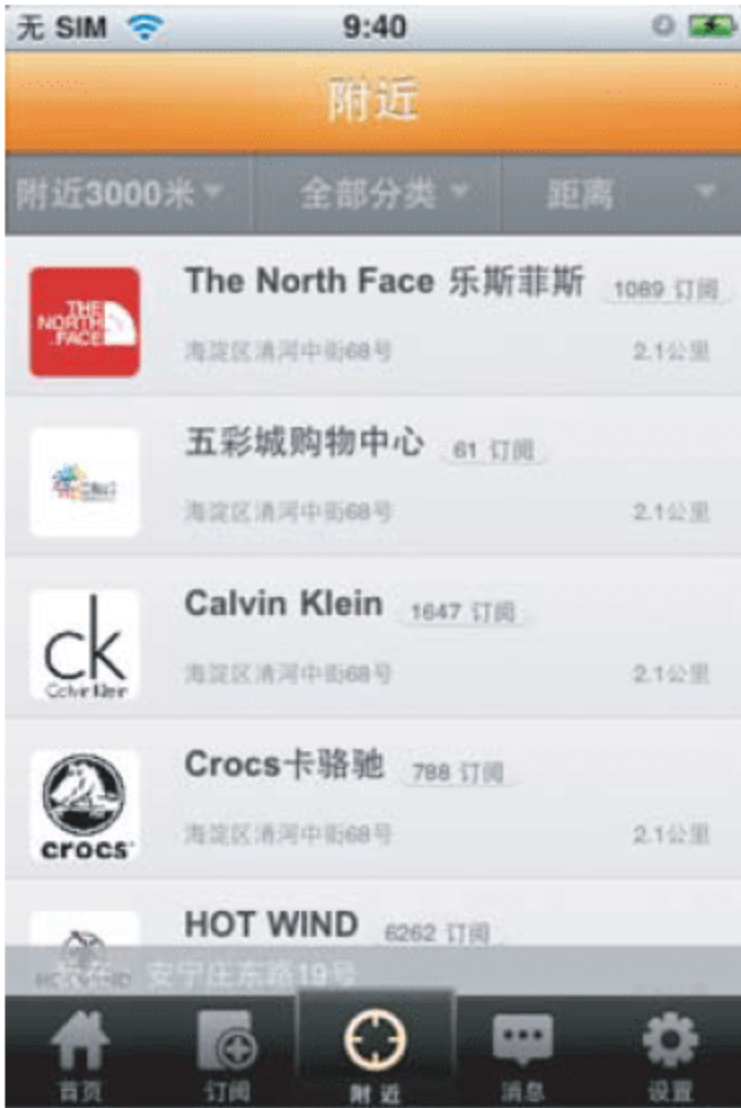 无 SIM 9:40
附近
附近3000米 全部分类 距离
THE NORTH FACE
The North Face 乐斯菲斯 1089 订阅
海淀区清河中街68号 2.1公里
五彩城购物中心 61 订阅
海淀区清河中街68号 2.1公里
ck
Calvin Klein
Calvin Klein 1647 订阅
海淀区清河中街68号 2.1公里
crocs
Crocs卡骆驰 788 订阅
海淀区清河中街68号 2.1公里
HOT WIND 6262 订阅
安宁庄东路19号
首页 订阅 附近 消息 设置